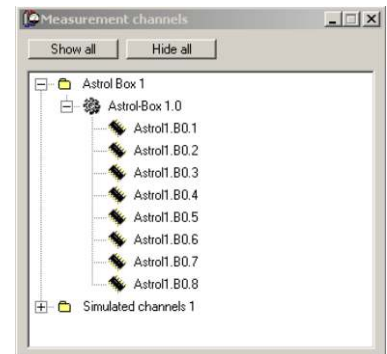 Measurement channels
Show all Hide all
Astrol Box 1
Astrol-Box 1.0
Astrol1.B0.1
Astrol1.B0.2
Astrol1.B0.3
Astrol1.B0.4
Astrol1.B0.5
Astrol1.B0.6
Astrol1.B0.7
Astrol1.B0.8
Simulated channels 1